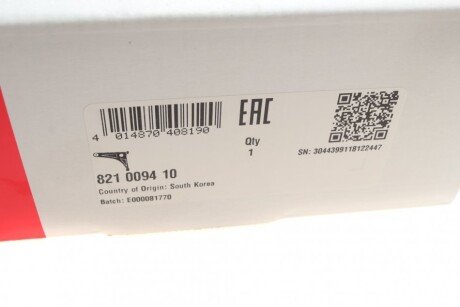 4 014870 408190
EAC
Qty
1
SN: 3044399118122447
821 0094 10
Country of Origin: South Korea
Batch: E000081770